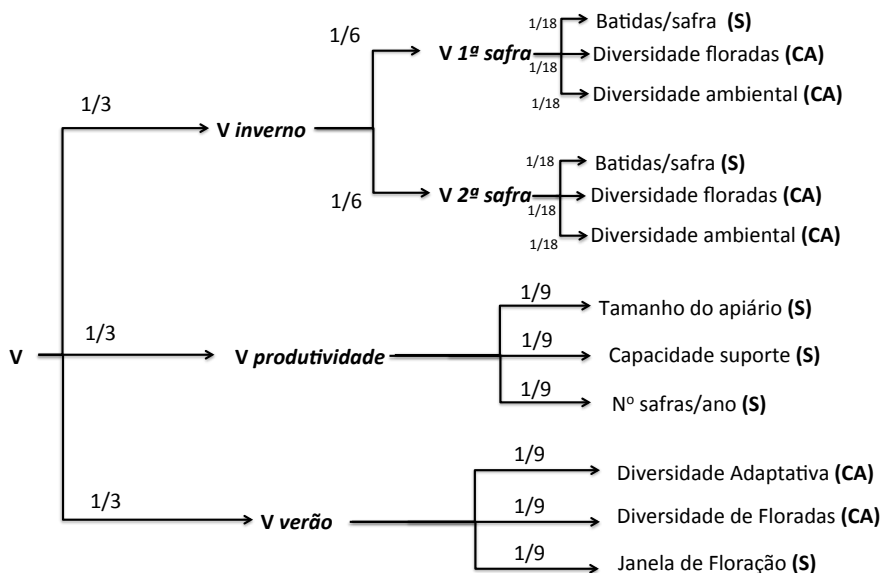 1/18 Batidas/safra (S)
1/6 V 1ª safra 1/18 Diversidade floradas (CA)
1/18 Diversidade ambiental (CA)
1/3 V inverno
1/18 Batidas/safra (S)
1/6 V 2ª safra 1/18 Diversidade floradas (CA)
1/18 Diversidade ambiental (CA)
1/9 Tamanho do apiário (S)
V 1/3 V produtividade 1/9 Capacidade suporte (S)
1/9 Nº safras/ano (S)
1/9 Diversidade Adaptativa (CA)
1/3 V verão 1/9 Diversidade de Floradas (CA)
1/9 Janela de Floração (S)